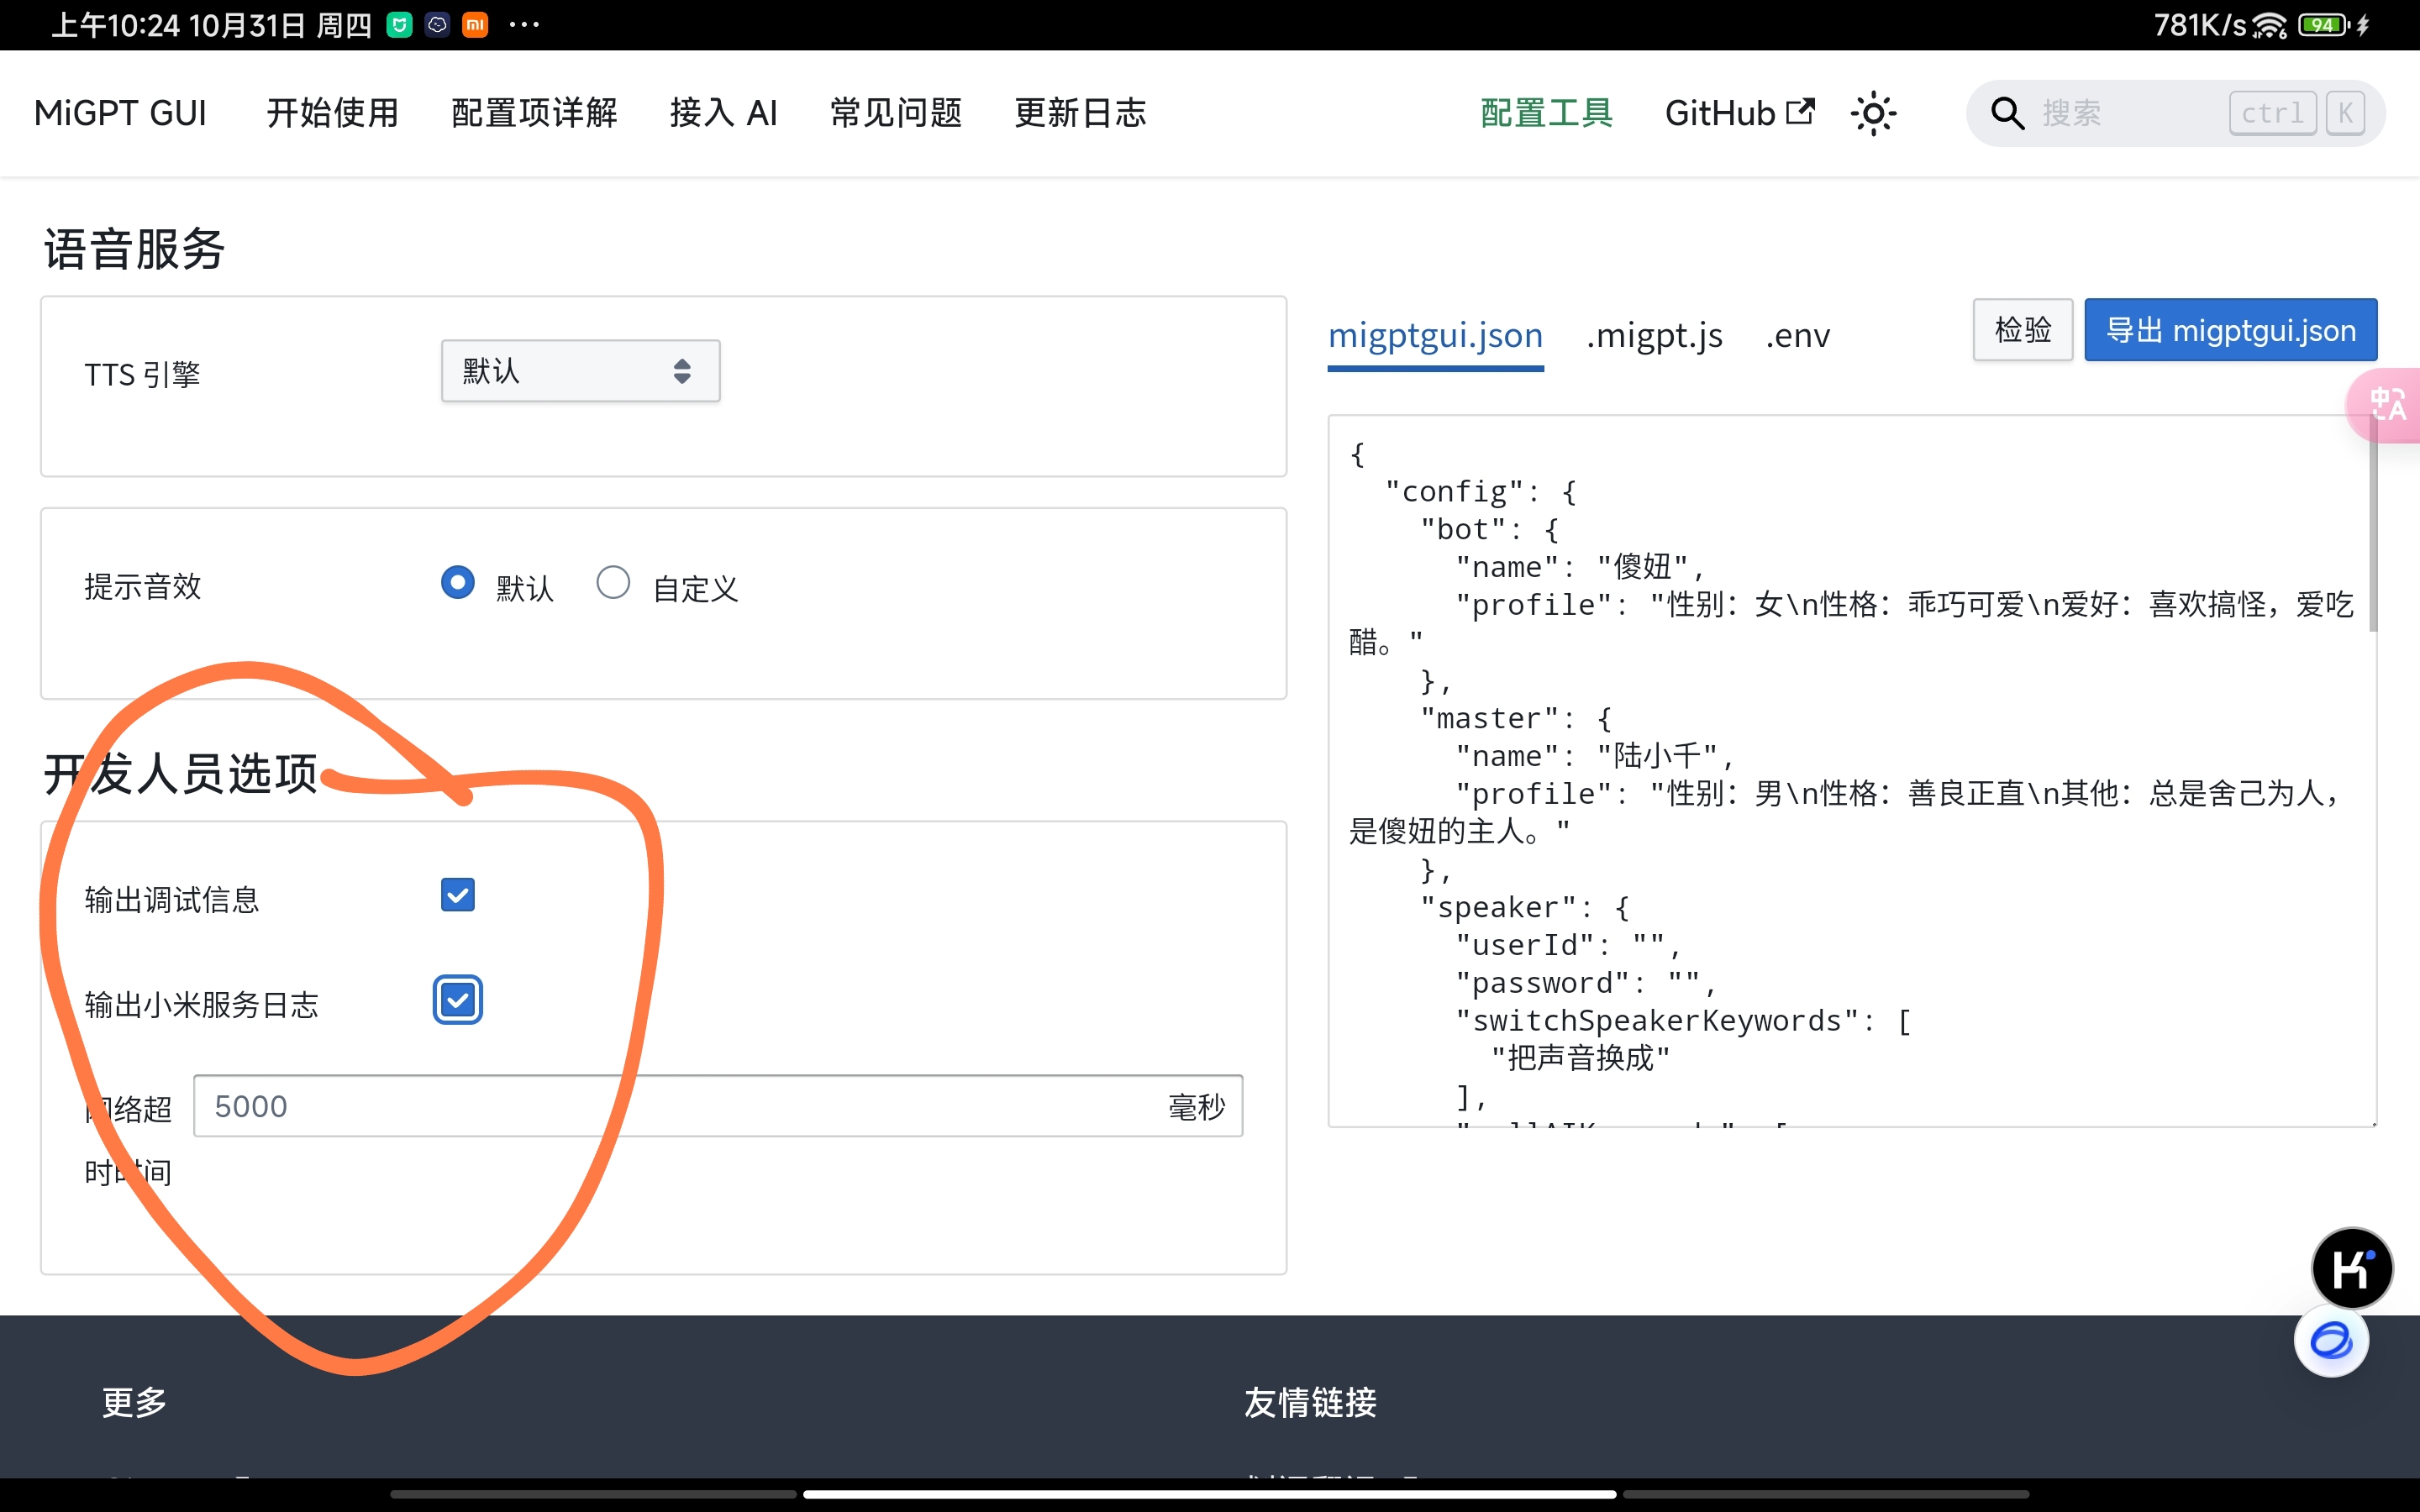 上午10:24 10月31日 周四
781K/s
94
MiGPT GUI 开始使用 配置项详解 接入 AI 常见问题 更新日志 配置工具 GitHub 搜索 ctrl K
语音服务
TTS 引擎 默认
提示音效 默认 自定义
开发人员选项
输出调试信息
输出小米服务日志
网络超时时间 5000 毫秒
migptgui.json .migpt.js .env 检验 导出 migptgui.json
{
"config": {
"bot": {
"name": "傻妞",
"profile": "性别：女\n性格：乖巧可爱\n爱好：喜欢搞怪，爱吃
醋。"
},
"master": {
"name": "陆小千",
"profile": "性别：男\n性格：善良正直\n其他：总是舍己为人，
是傻妞的主人。"
},
"speaker": {
"userId": "",
"password": "",
"switchSpeakerKeywords": [
"把声音换成"
],
更多
友情链接